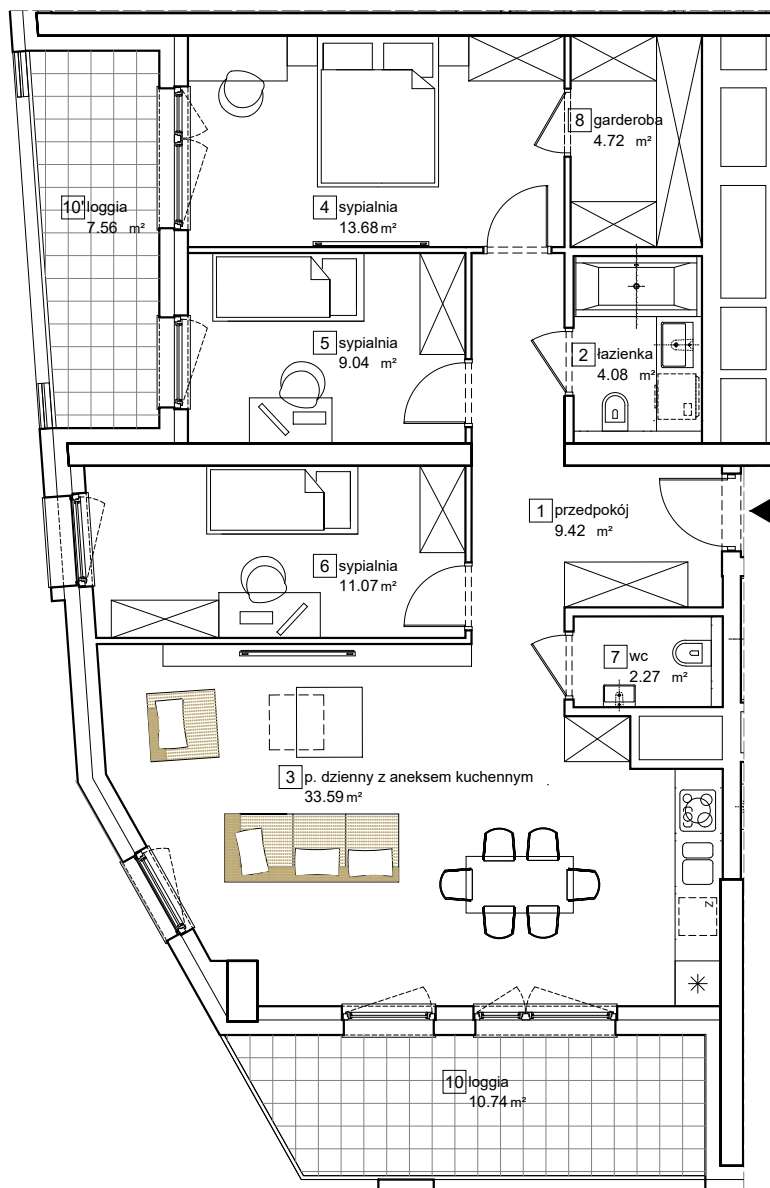 8 garderoba
4.72 m²
10' loggia
7.56 m²
4 sypialnia
13.68 m²
5 sypialnia
9.04 m²
2 łazienka
4.08 m²
1 przedpokój
9.42 m²
6 sypialnia
11.07 m²
7 wc
2.27 m²
3 p. dzienny z aneksem kuchennym
33.59 m²
Z
10 loggia
10.74 m²